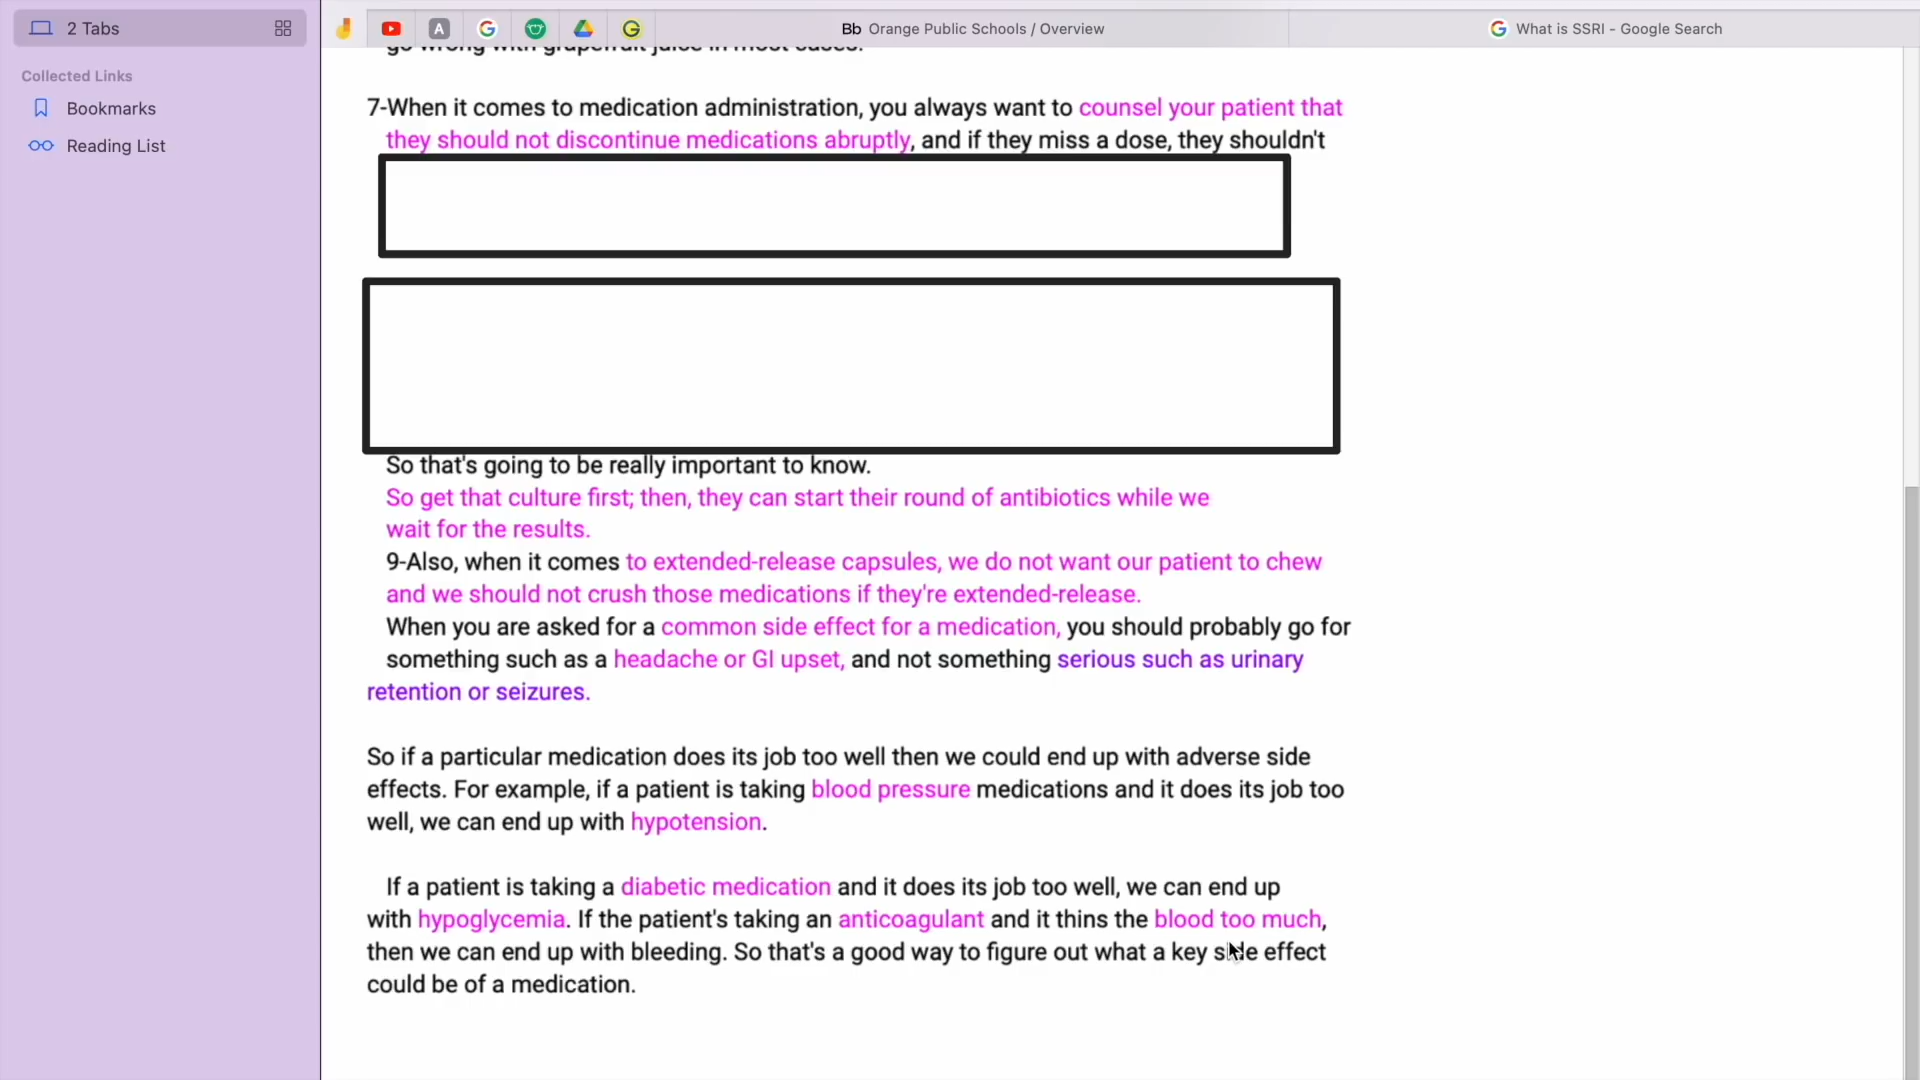 2 Tabs
Collected Links
Bookmarks
Reading List
A
G
G
Bb Orange Public Schools / Overview
G What is SSRI - Google Search
go wrong with grapefruit juice in most cases.
7-When it comes to medication administration, you always want to counsel your patient that
they should not discontinue medications abruptly, and if they miss a dose, they shouldn't
So that's going to be really important to know.
So get that culture first; then, they can start their round of antibiotics while we
wait for the results.
9-Also, when it comes to extended-release capsules, we do not want our patient to chew
and we should not crush those medications if they're extended-release.
When you are asked for a common side effect for a medication, you should probably go for
something such as a headache or GI upset, and not something serious such as urinary
retention or seizures.
So if a particular medication does its job too well then we could end up with adverse side
effects. For example, if a patient is taking blood pressure medications and it does its job too
well, we can end up with hypotension.
If a patient is taking a diabetic medication and it does its job too well, we can end up
with hypoglycemia. If the patient's taking an anticoagulant and it thins the blood too much,
then we can end up with bleeding. So that's a good way to figure out what a key side effect
could be of a medication.